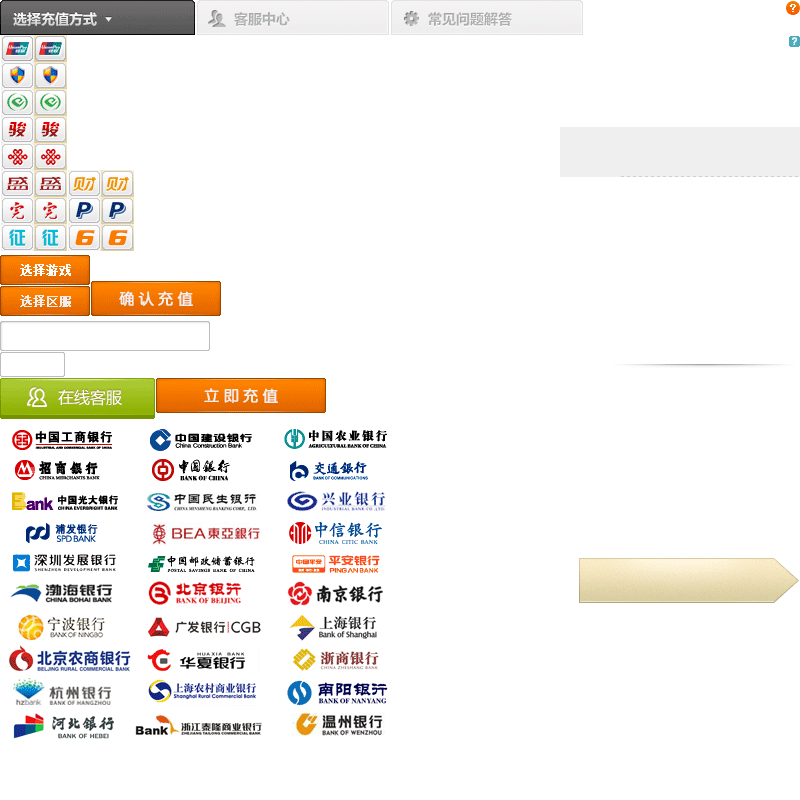 选择充值方式 客服中心 常见问题解答 ?
?
骏 骏
盛 盛 财 财
完 完 P P
征 征 6 6
选择游戏
选择区服 确认充值
在线客服 立即充值
中国工商银行 中国建设银行 中国农业银行
INDUSTRIAL AND COMMERCIAL BANK OF CHINA China Construction Bank AGRICULTURAL BANK OF CHINA
招商银行 中国银行 交通银行
CHINA MERCHANTS BANK BANK OF CHINA BANK OF COMMUNICATIONS
Bank 中国光大银行 中国民生银行 兴业银行
CHINA EVERBRIGHT BANK CHINA MINSHENG BANKING CORP., LTD. INDUSTRIAL BANK CO.,LTD.
浦发银行 BEA東亞銀行 中信银行
SPD BANK CHINA CITIC BANK
深圳发展银行 中国邮政储蓄银行 中国平安 平安银行
SHENZHEN DEVELOPMENT BANK POSTAL SAVINGS BANK OF CHINA PING AN BANK
渤海银行 北京银行 南京银行
CHINA BOHAI BANK BANK OF BEIJING
宁波银行 广发银行|CGB 上海银行
BANK OF NINGBO Bank of Shanghai
北京农商银行 HUAXIA BANK 浙商银行
BEIJING RURAL COMMERCIAL BANK 华夏银行 CHINA ZHESHANG BANK
hzbank 杭州银行 上海农村商业银行 南阳银行
BANK OF HANGZHOU Shanghai Rural Commercial Bank BANK OF NANYANG
河北银行 Bank 浙江泰隆商业银行 温州银行
BANK OF HEBEI ZHEJIANG TAILONG COMMERCIAL BANK BANK OF WENZHOU